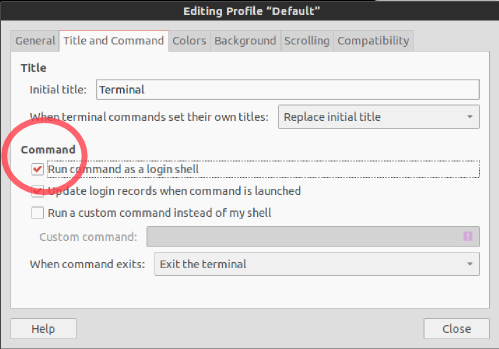 Editing Profile “Default”
General Title and Command Colors Background Scrolling Compatibility
Title
Initial title: Terminal
When terminal commands set their own titles: Replace initial title
Command
Run command as a login shell
Update login records when command is launched
Run a custom command instead of my shell
Custom command:
When command exits: Exit the terminal
Help Close